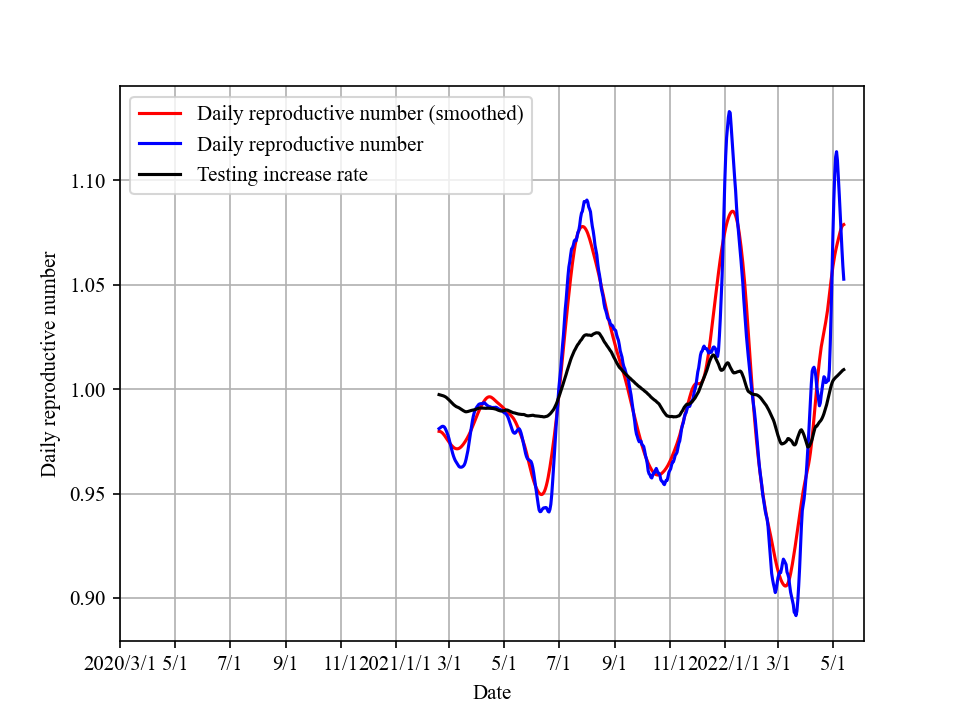 Daily reproductive number (smoothed)
Daily reproductive number
Testing increase rate
Daily reproductive number
1.10
1.05
1.00
0.95
0.90
2020/3/1 5/1 7/1 9/1 11/1 2021/1/1 3/1 5/1 7/1 9/1 11/1 2022/1/1 3/1 5/1
Date